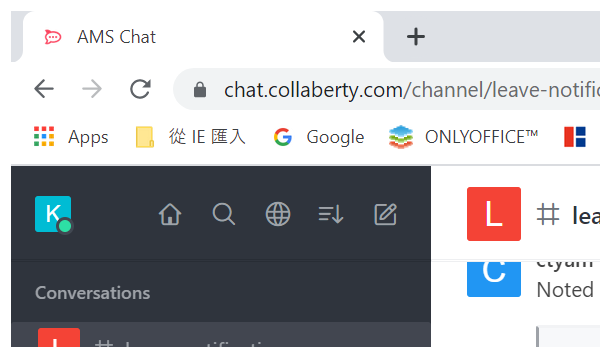 AMS Chat
chat.collaberty.com/channel/leave-notific
Apps
從 IE 匯入
Google
ONLYOFFICE™
K
L
lea
Conversations
C
ctyam
Noted
L